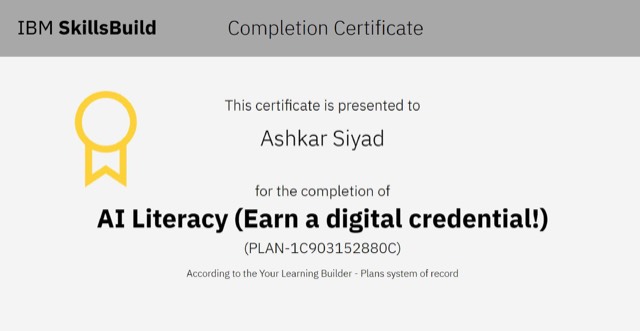 IBM SkillsBuild
Completion Certificate
This certificate is presented to
Ashkar Siyad
for the completion of
AI Literacy (Earn a digital credential!)
(PLAN-1C903152880C)
According to the Your Learning Builder - Plans system of record